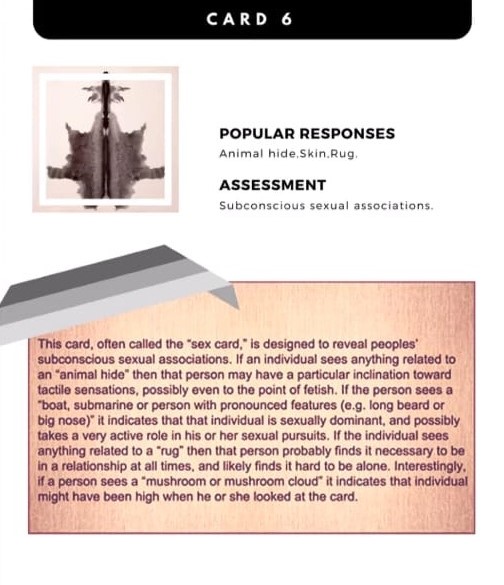 CARD 6
POPULAR RESPONSES
Animal hide,Skin,Rug.
ASSESSMENT
Subconscious sexual associations.
This card, often called the "sex card," is designed to reveal peoples'
subconscious sexual associations. If an individual sees anything related to
an "animal hide" then that person may have a particular inclination toward
tactile sensations, possibly even to the point of fetish. If the person sees a
"boat, submarine or person with pronounced features (e.g. long beard or
big nose)" it indicates that that individual is sexually dominant, and possibly
takes a very active role in his or her sexual pursuits. If the individual sees
anything related to a "rug" then that person probably finds it necessary to be
in a relationship at all times, and likely finds it hard to be alone. Interestingly,
if a person sees a "mushroom or mushroom cloud" it indicates that individual
might have been high when he or she looked at the card.